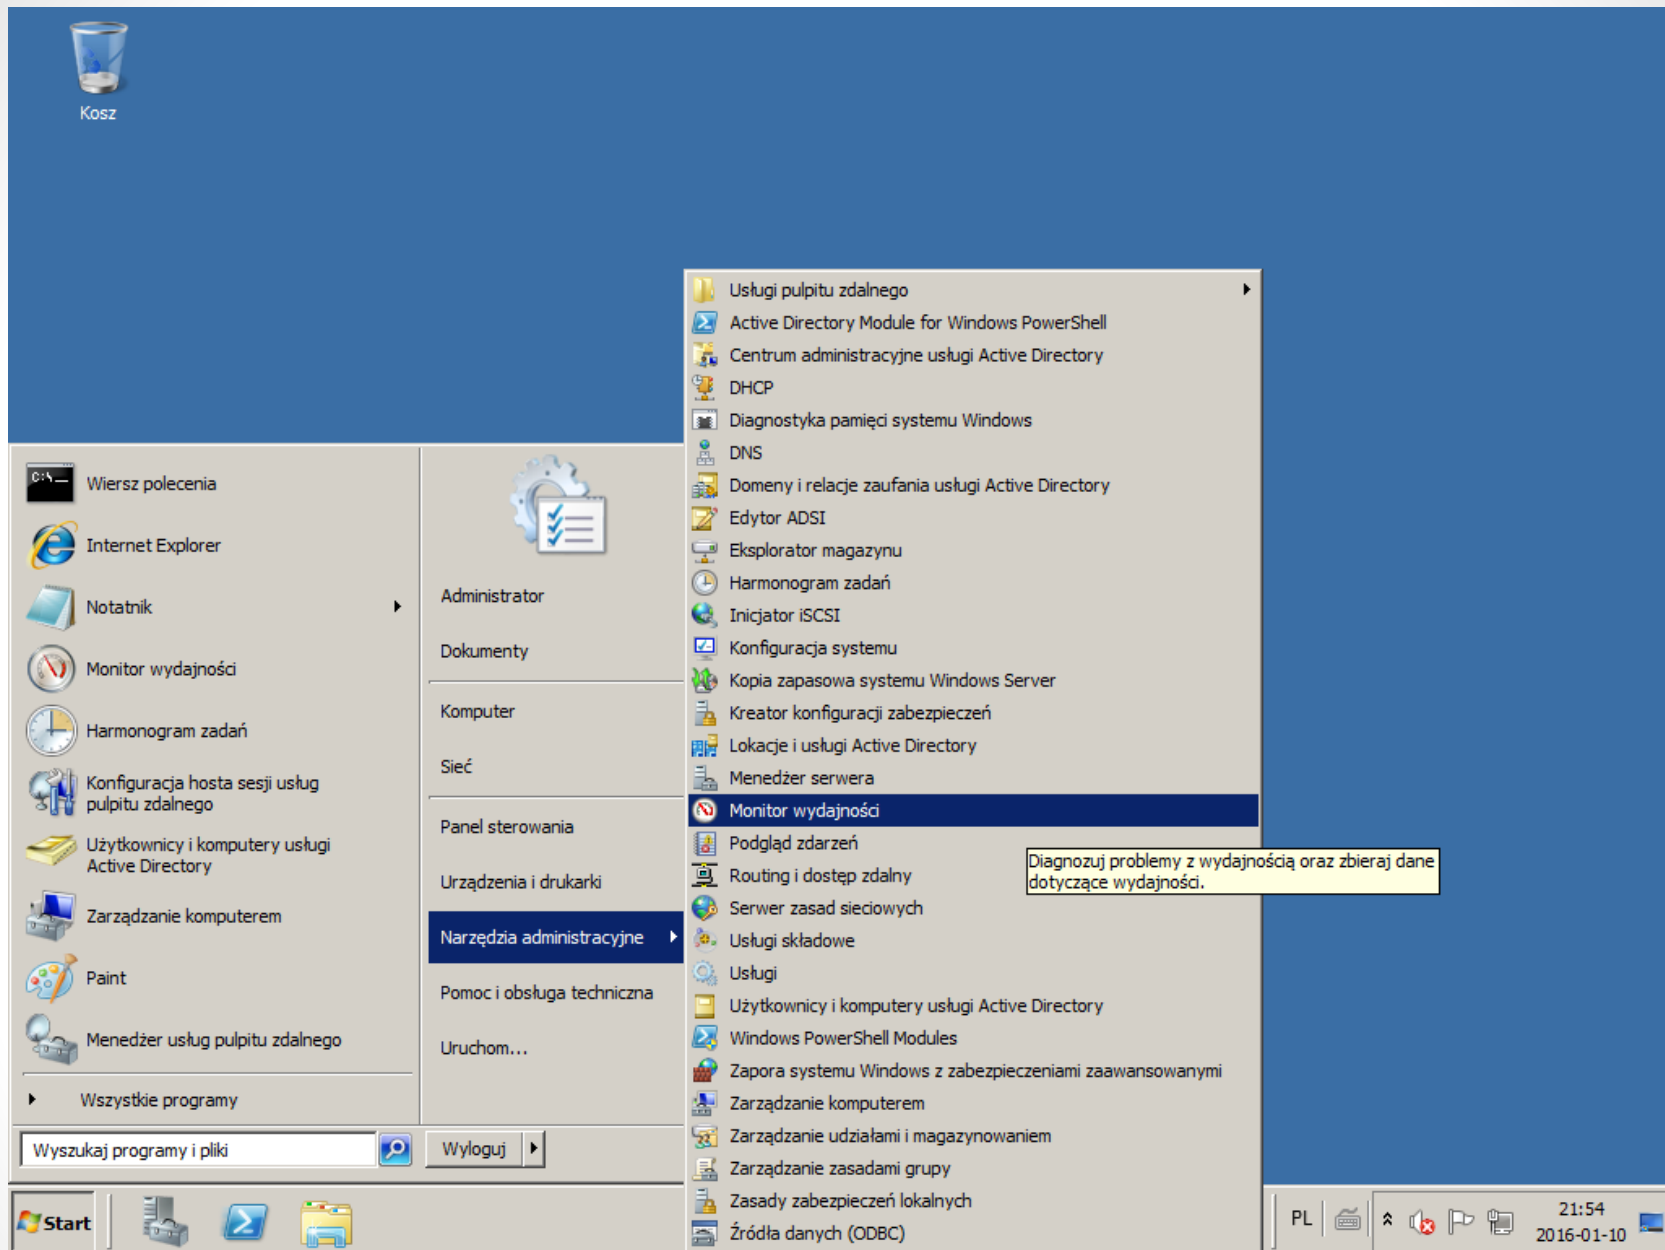 Kosz
Usługi pulpitu zdalnego
Active Directory Module for Windows PowerShell
Centrum administracyjne usługi Active Directory
DHCP
Diagnostyka pamięci systemu Windows
DNS
Domeny i relacje zaufania usługi Active Directory
Edytor ADSI
Eksplorator magazynu
Harmonogram zadań
Inicjator iSCSI
Konfiguracja systemu
Kopia zapasowa systemu Windows Server
Kreator konfiguracji zabezpieczeń
Lokacje i usługi Active Directory
Menedżer serwera
Monitor wydajności
Podgląd zdarzeń
Routing i dostęp zdalny
Serwer zasad sieciowych
Usługi składowe
Usługi
Użytkownicy i komputery usługi Active Directory
Windows PowerShell Modules
Zapora systemu Windows z zabezpieczeniami zaawansowanymi
Zarządzanie komputerem
Zarządzanie udziałami i magazynowaniem
Zarządzanie zasadami grupy
Zasady zabezpieczeń lokalnych
Źródła danych (ODBC)
Diagnozuj problemy z wydajnością oraz zbieraj dane
dotyczące wydajności.
C:\_
Wiersz polecenia
Internet Explorer
Notatnik
Monitor wydajności
Harmonogram zadań
Konfiguracja hosta sesji usług
pulpitu zdalnego
Użytkownicy i komputery usługi
Active Directory
Zarządzanie komputerem
Paint
Menedżer usług pulpitu zdalnego
Wszystkie programy
Wyszukaj programy i pliki
Administrator
Dokumenty
Komputer
Sieć
Panel sterowania
Urządzenia i drukarki
Narzędzia administracyjne
Pomoc i obsługa techniczna
Uruchom...
Wyloguj
Start
PL
21:54
2016-01-10